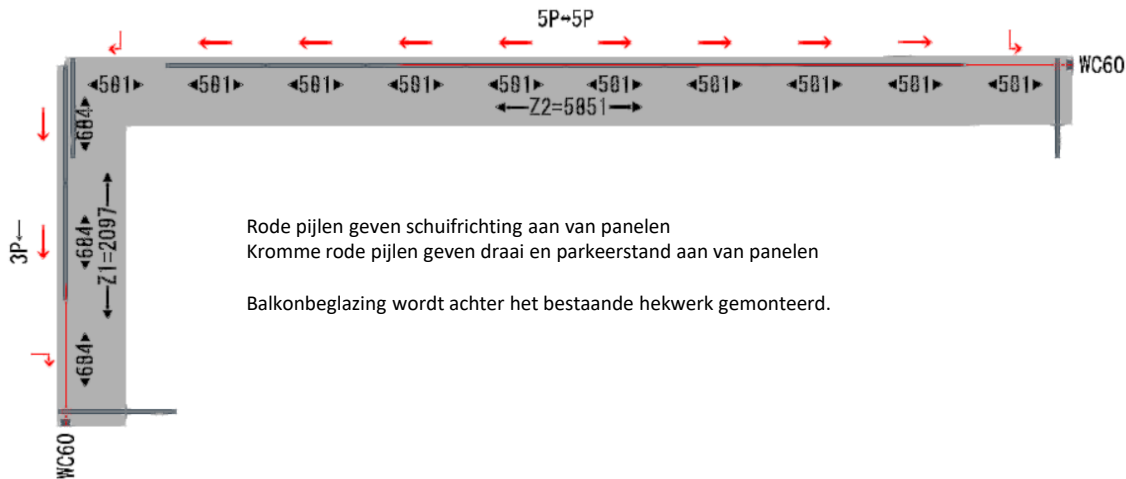 5P↔5P
WC60
◄581► ◄581► ◄581► ◄581► ◄581► ◄581► ◄581► ◄581► ◄581► ◄581►
←Z2=5851→
◄684►
◄684►
◄684►
←Z1=2097→
3P←
WC60
Rode pijlen geven schuifrichting aan van panelen
Kromme rode pijlen geven draai en parkeerstand aan van panelen
Balkonbeglazing wordt achter het bestaande hekwerk gemonteerd.